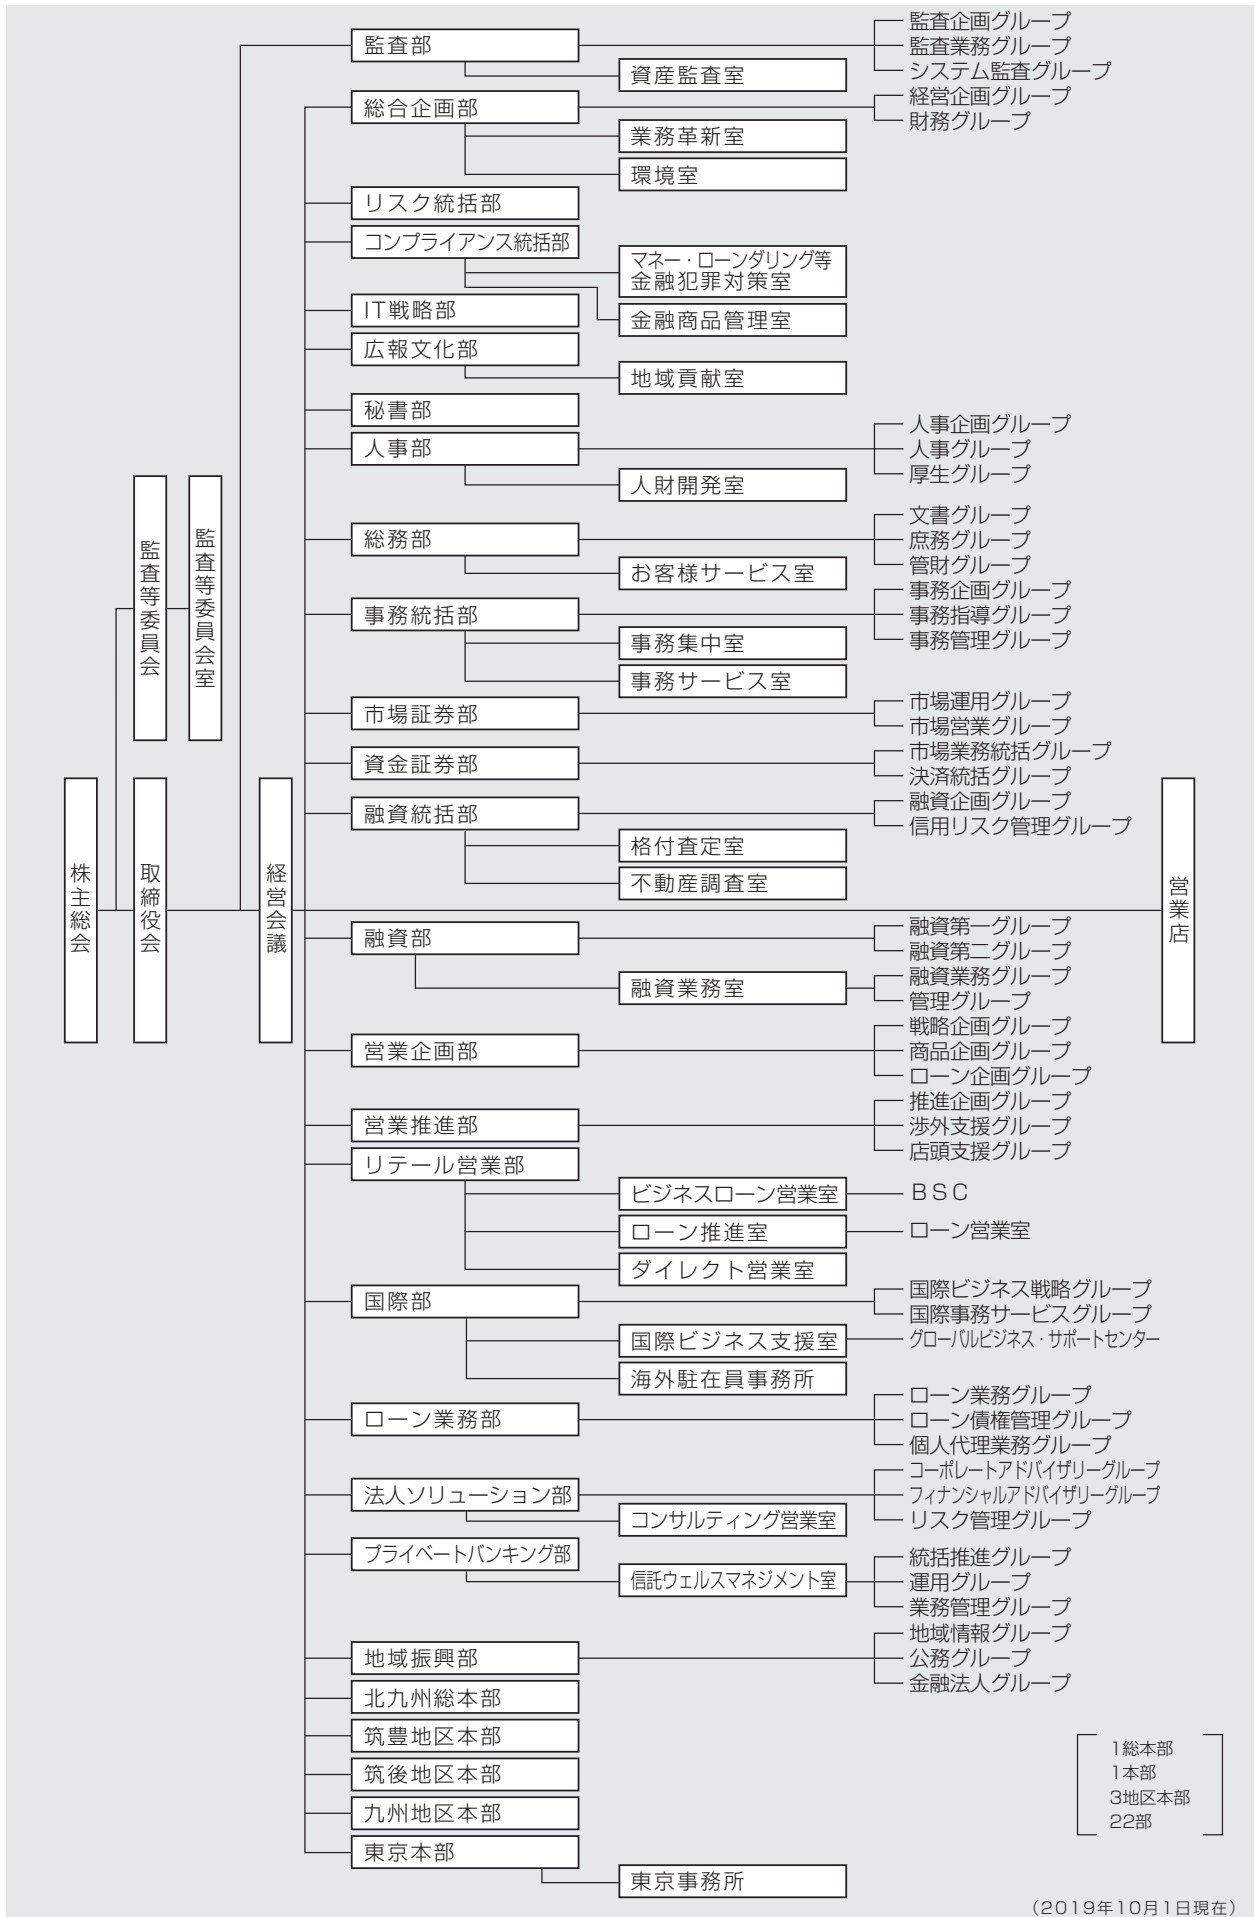 監査部
監査企画グループ
監査業務グループ
システム監査グループ
資産監査室
総合企画部
経営企画グループ
財務グループ
業務革新室
環境室
リスク統括部
コンプライアンス統括部
マネー・ローンダリング等
金融犯罪対策室
金融商品管理室
IT戦略部
広報文化部
地域貢献室
秘書部
人事部
人事企画グループ
人事グループ
厚生グループ
人財開発室
総務部
文書グループ
庶務グループ
管財グループ
お客様サービス室
事務統括部
事務企画グループ
事務指導グループ
事務管理グループ
事務集中室
事務サービス室
市場証券部
市場運用グループ
市場営業グループ
資金証券部
市場業務統括グループ
決済統括グループ
融資統括部
融資企画グループ
信用リスク管理グループ
格付査定室
不動産調査室
株主総会
監査等委員会
監査等委員会室
取締役会
経営会議
営業店
融資部
融資第一グループ
融資第二グループ
融資業務室
融資業務グループ
管理グループ
営業企画部
戦略企画グループ
商品企画グループ
ローン企画グループ
営業推進部
推進企画グループ
渉外支援グループ
店頭支援グループ
リテール営業部
ビジネスローン営業室
BSC
ローン推進室
ローン営業室
ダイレクト営業室
国際部
国際ビジネス戦略グループ
国際事務サービスグループ
国際ビジネス支援室
グローバルビジネス・サポートセンター
海外駐在員事務所
ローン業務部
ローン業務グループ
ローン債権管理グループ
個人代理業務グループ
法人ソリューション部
コーポレートアドバイザリーグループ
フィナンシャルアドバイザリーグループ
リスク管理グループ
コンサルティング営業室
プライベートバンキング部
信託ウェルスマネジメント室
統括推進グループ
運用グループ
業務管理グループ
地域振興部
地域情報グループ
公務グループ
金融法人グループ
北九州総本部
筑豊地区本部
筑後地区本部
九州地区本部
東京本部
東京事務所
1総本部
1本部
3地区本部
22部
(2019年10月1日現在)